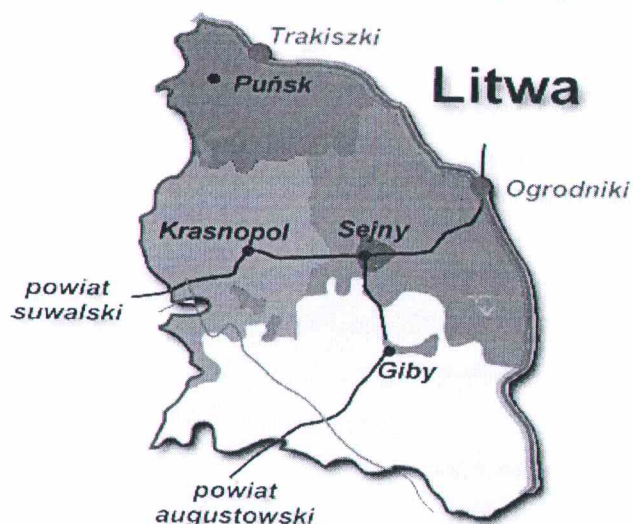 Trakiszki
Puńsk
Litwa
Ogrodniki
Krasnopol
Sejny
powiat
suwalski
Giby
powiat
augustowski